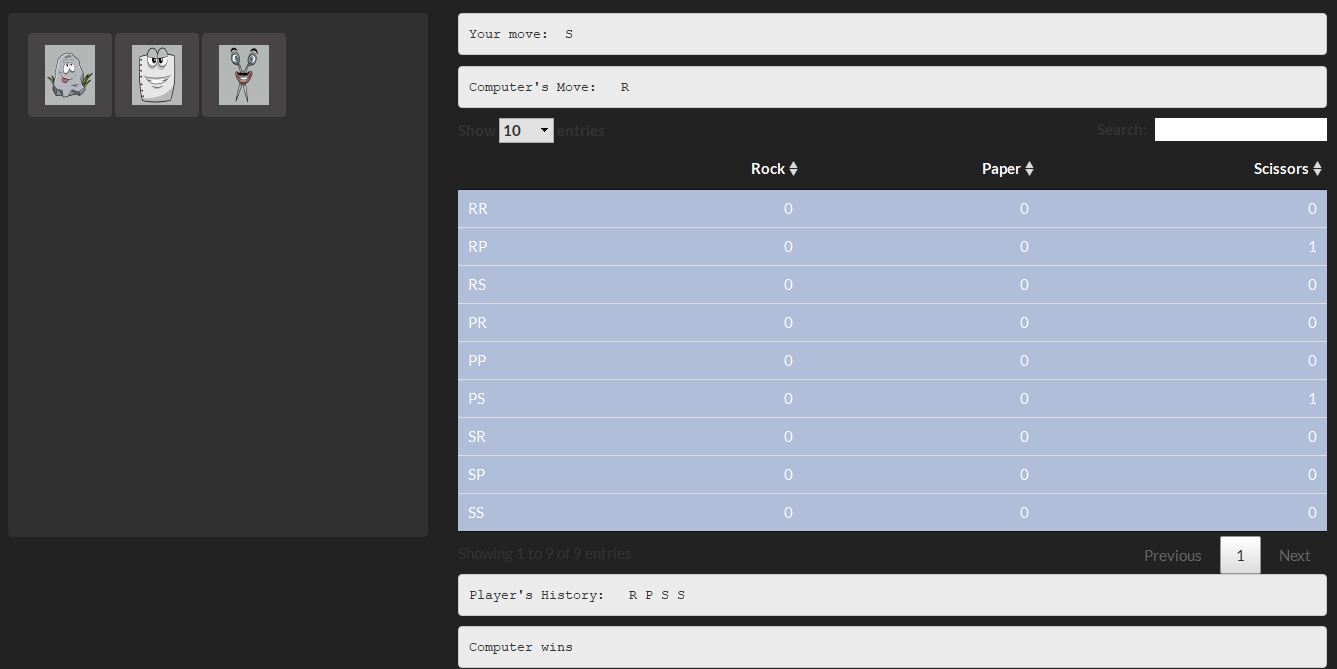 Your move:  S
Computer's Move:   R
Show 10 entries
Search:
Rock Paper Scissors
RR 0 0 0
RP 0 0 1
RS 0 0 0
PR 0 0 0
PP 0 0 0
PS 0 0 1
SR 0 0 0
SP 0 0 0
SS 0 0 0
Showing 1 to 9 of 9 entries
Previous 1 Next
Player's History:   R P S S
Computer wins